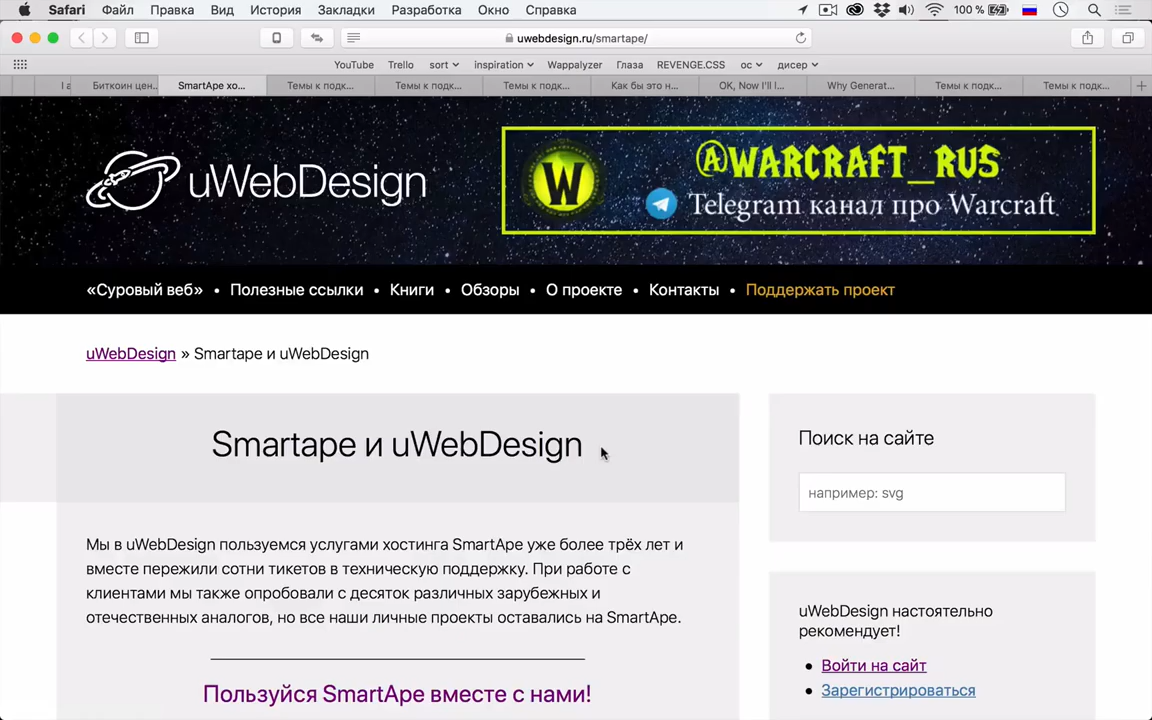 Safari Файл Правка Вид История Закладки Разработка Окно Справка 100 %
uwebdesign.ru/smartape/
YouTube Trello sort inspiration Wappalyzer Глаза REVENGE.CSS ос дисер
Биткоин цен... SmartApe хо... Темы к подк... Темы к подк... Темы к подк... Как бы это н... OK, Now I'll I... Why Generat... Темы к подк... Темы к подк...
uWebDesign
W
@WARCRAFT_RUS
Telegram канал про Warcraft
«Суровый веб» • Полезные ссылки • Книги • Обзоры • О проекте • Контакты • Поддержать проект
uWebDesign » Smartape и uWebDesign
Smartape и uWebDesign
Мы в uWebDesign пользуемся услугами хостинга SmartApe уже более трёх лет и
вместе пережили сотни тикетов в техническую поддержку. При работе с
клиентами мы также опробовали с десяток различных зарубежных и
отечественных аналогов, но все наши личные проекты оставались на SmartApe.
Пользуйся SmartApe вместе с нами!
Поиск на сайте
например: svg
uWebDesign настоятельно
рекомендует!
• Войти на сайт
• Зарегистрироваться